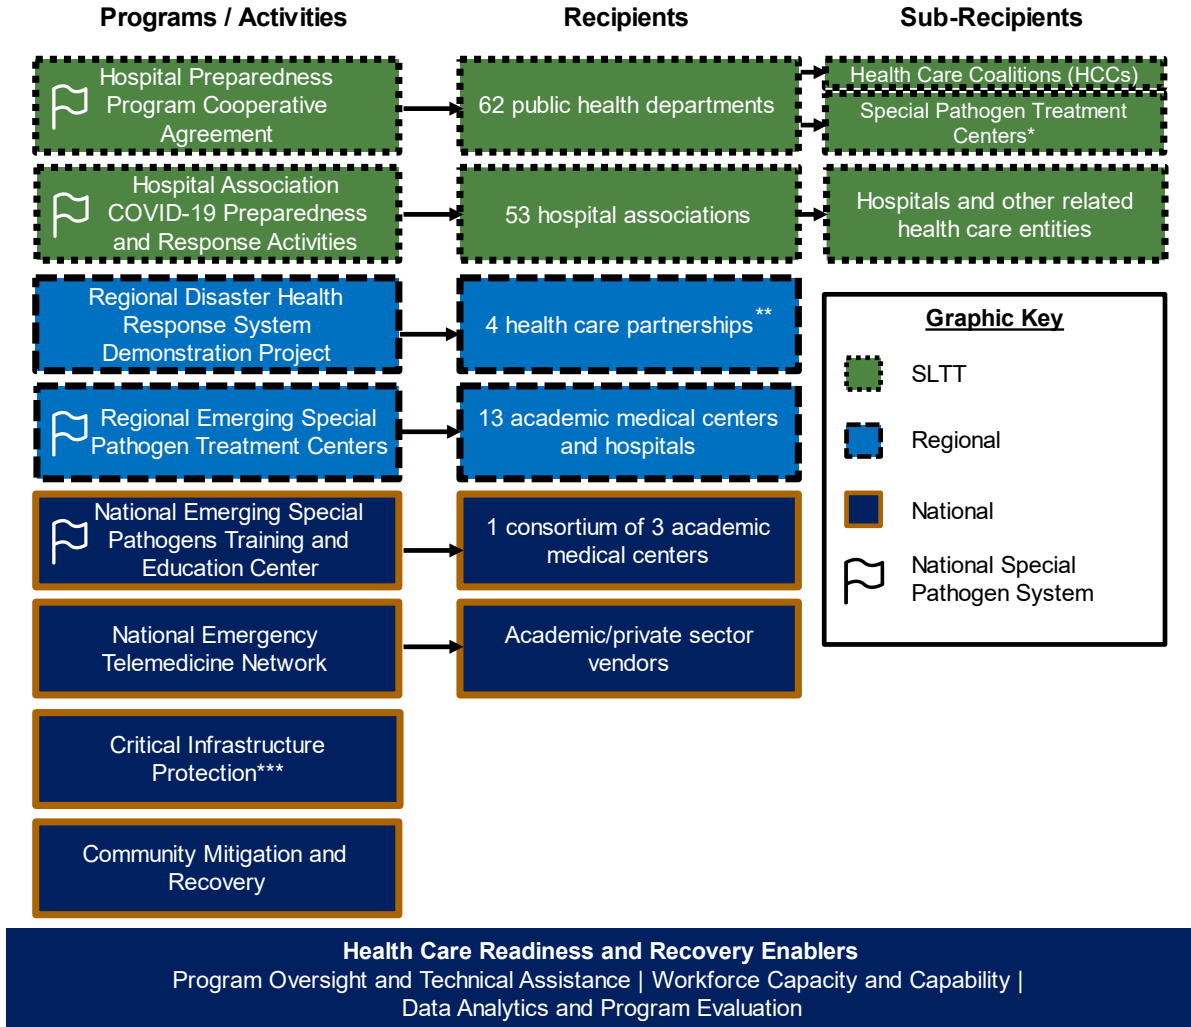 Programs / Activities
Recipients
Sub-Recipients
Hospital Preparedness
Program Cooperative
Agreement
62 public health departments
Health Care Coalitions (HCCs)
Special Pathogen Treatment
Centers*
Hospital Association
COVID-19 Preparedness
and Response Activities
53 hospital associations
Hospitals and other related
health care entities
Regional Disaster Health
Response System
Demonstration Project
4 health care partnerships**
Regional Emerging Special
Pathogen Treatment Centers
13 academic medical centers
and hospitals
National Emerging Special
Pathogens Training and
Education Center
1 consortium of 3 academic
medical centers
National Emergency
Telemedicine Network
Academic/private sector
vendors
Critical Infrastructure
Protection***
Community Mitigation and
Recovery
Graphic Key
SLTT
Regional
National
National Special
Pathogen System
Health Care Readiness and Recovery Enablers
Program Oversight and Technical Assistance | Workforce Capacity and Capability |
Data Analytics and Program Evaluation